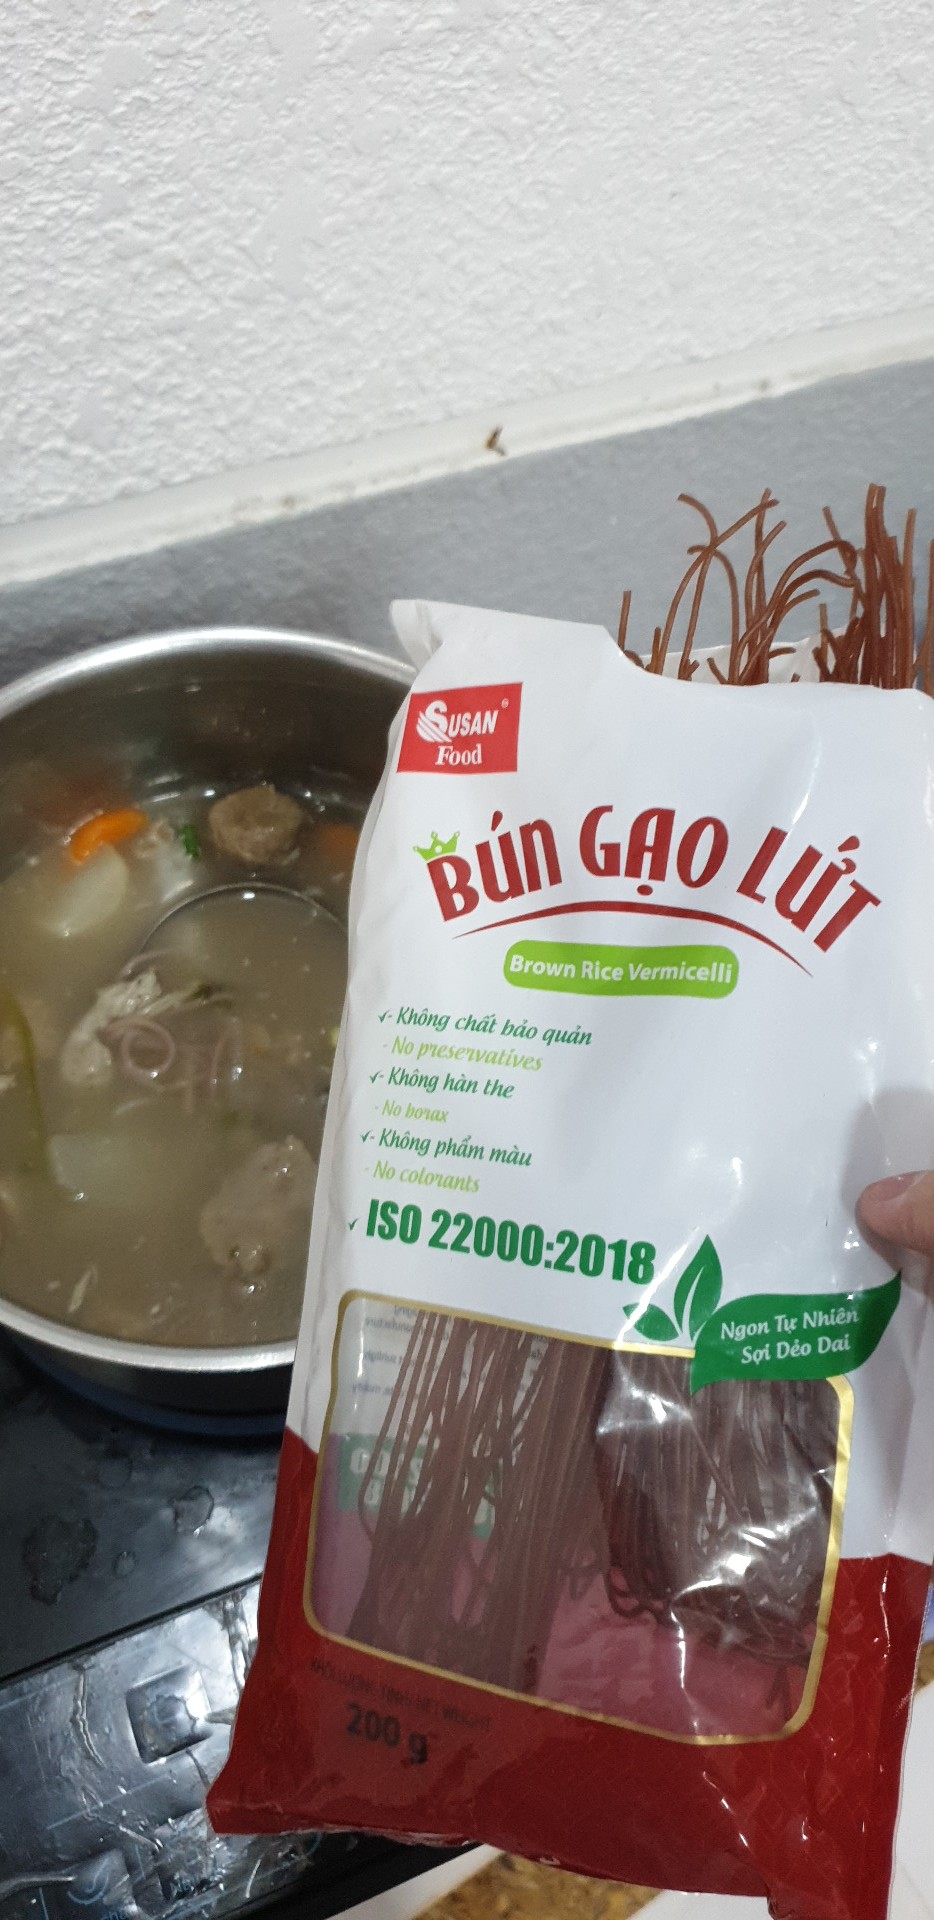 SUSAN
Food
BÚN GẠO LỨT
Brown Rice Vermicelli
- Không chất bảo quản
- No preservatives
- Không hàn the
- No borax
- Không phẩm màu
- No colorants
ISO 22000:2018
Ngon Tự Nhiên
Sợi Dẻo Dai
200 g